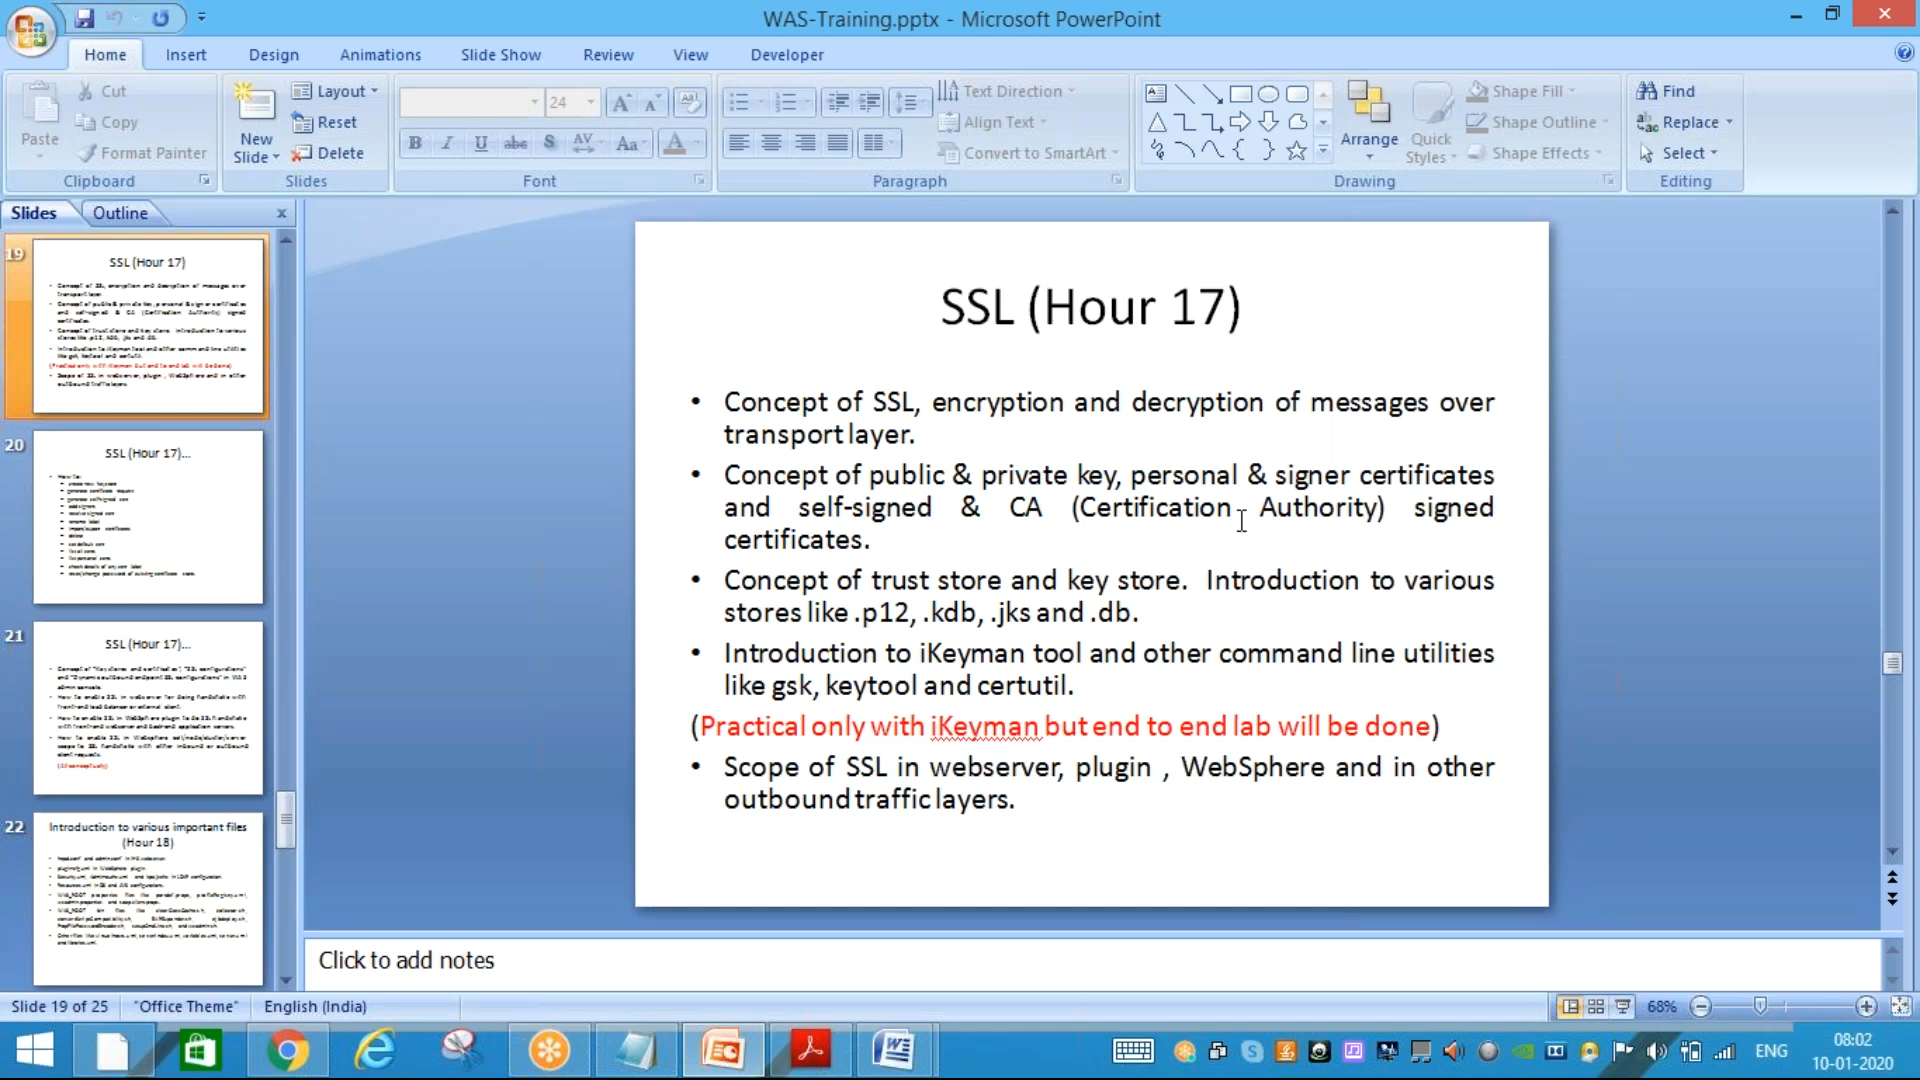 WAS-Training.pptx - Microsoft PowerPoint
Home Insert Design Animations Slide Show Review View Developer
Paste
Cut
Copy
Format Painter
Clipboard
New Slide
Layout
Reset
Delete
Slides
24
B I U abc S AV Aa A
Font
Text Direction
Align Text
Convert to SmartArt
Paragraph
Arrange
Quick Styles
Shape Fill
Shape Outline
Shape Effects
Drawing
Find
Replace
Select
Editing
Slides Outline x
19
SSL (Hour 17)
20
SSL (Hour 17)...
21
SSL (Hour 17)...
22
Introduction to various important files
(Hour 18)
SSL (Hour 17)
• Concept of SSL, encryption and decryption of messages over
transport layer.
• Concept of public & private key, personal & signer certificates
and self-signed & CA (Certification Authority) signed
certificates.
• Concept of trust store and key store. Introduction to various
stores like .p12, .kdb, .jks and .db.
• Introduction to iKeyman tool and other command line utilities
like gsk, keytool and certutil.
(Practical only with iKeyman but end to end lab will be done)
• Scope of SSL in webserver, plugin , WebSphere and in other
outbound traffic layers.
Click to add notes
Slide 19 of 25 "Office Theme" English (India) 68%
ENG
08:02
10-01-2020